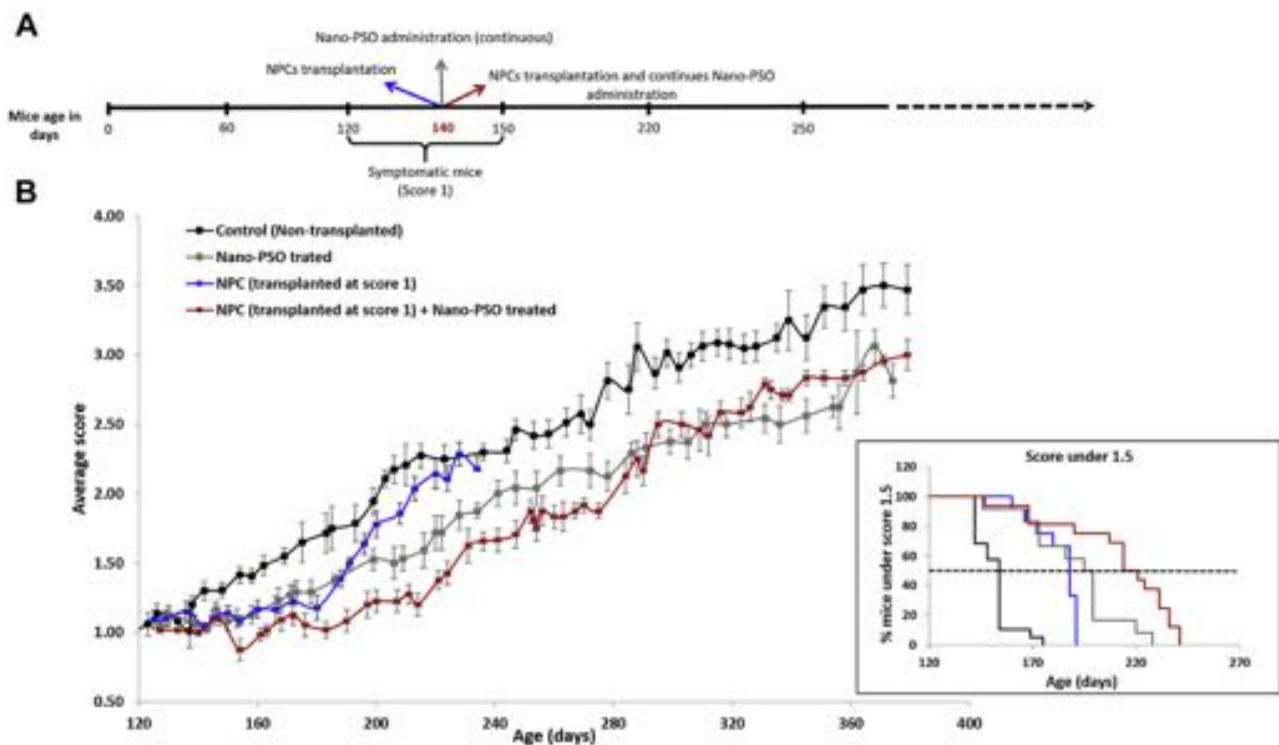 A
Nano-PSO administration (continuous)
NPCs transplantation
NPCs transplantation and continues Nano-PSO
administration
Mice age in
days
0 60 120 140 150 220 250
Symptomatic mice
(Score 1)
B
4.00
3.50
3.00
2.50
2.00
1.50
1.00
0.50
Average score
Control (Non-transplanted)
Nano-PSO trated
NPC (transplanted at score 1)
NPC (transplanted at score 1) + Nano-PSO treated
120 160 200 240 280 320 360 400
Age (days)
Score under 1.5
% mice under score 1.5
120
100
80
60
40
20
0
120 170 220 270
Age (days)